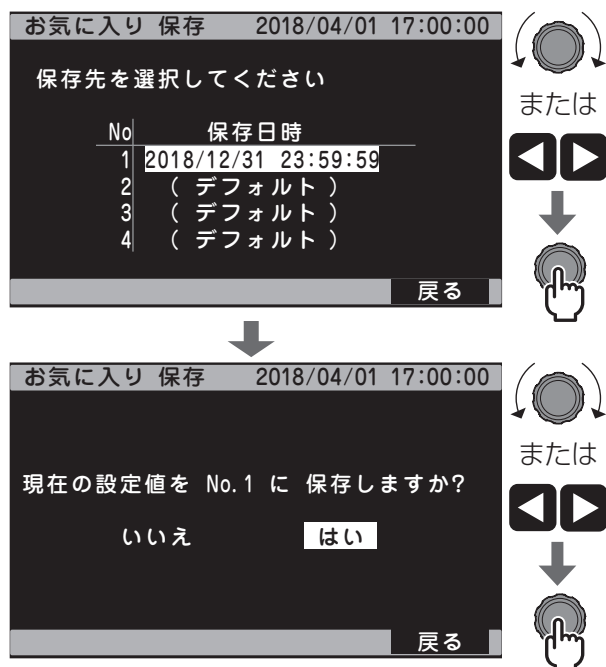 お気に入り 保存 2018/04/01 17:00:00
保存先を選択してください
No 保存日時
1 2018/12/31 23:59:59
2 ( デフォルト )
3 ( デフォルト )
4 ( デフォルト )
戻る
または
お気に入り 保存 2018/04/01 17:00:00
現在の設定値を No.1 に 保存しますか?
いいえ はい
戻る
または